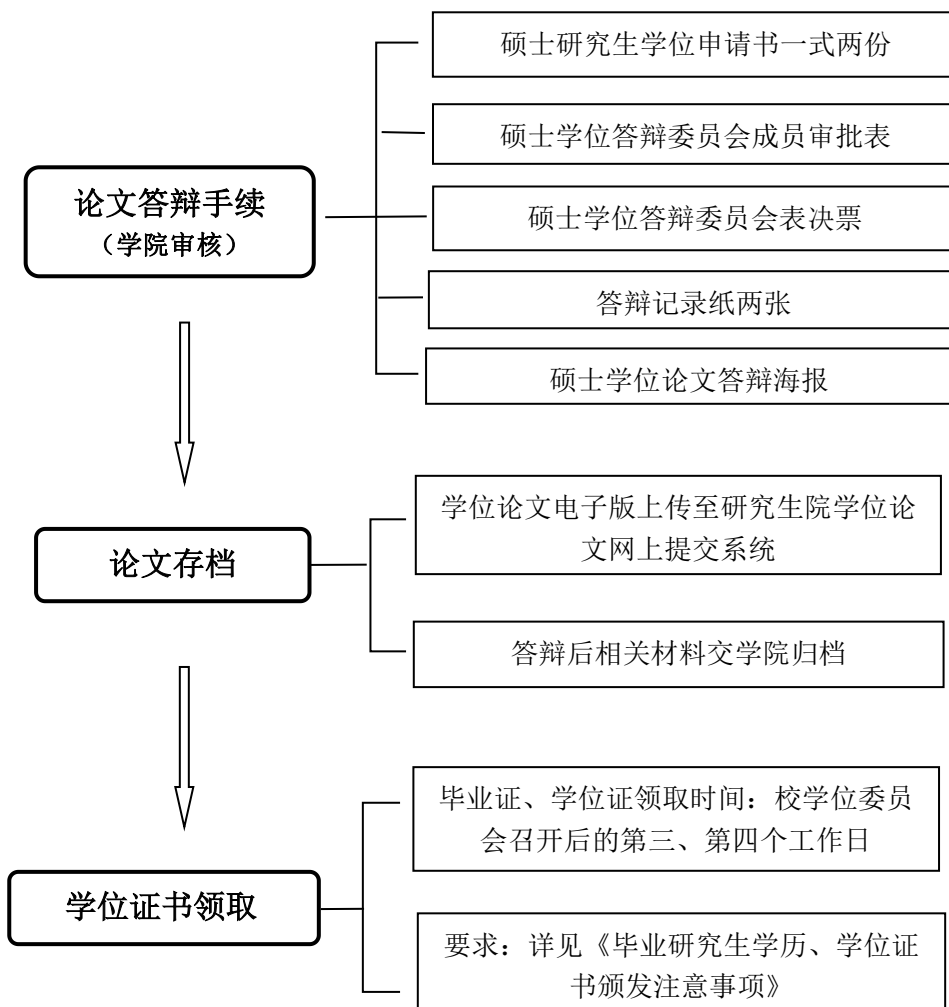 硕士研究生学位申请书一式两份
硕士学位答辩委员会成员审批表
论文答辩手续
（学院审核）
硕士学位答辩委员会表决票
答辩记录纸两张
硕士学位论文答辩海报
学位论文电子版上传至研究生院学位论
文网上提交系统
论文存档
答辩后相关材料交学院归档
毕业证、学位证领取时间：校学位委员
会召开后的第三、第四个工作日
学位证书领取
要求：详见《毕业研究生学历、学位证
书颁发注意事项》